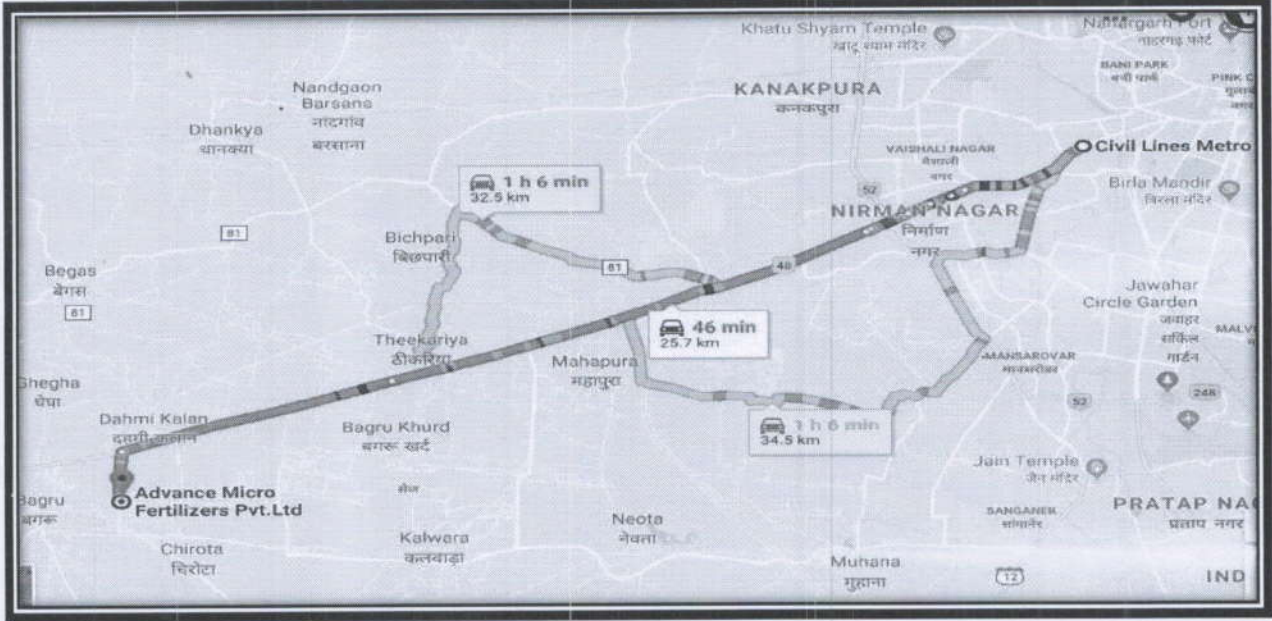 Khatu Shyam Temple
खाटू श्याम मंदिर
Nahargarh Fort
नाहरगढ़ फोर्ट
BANI PARK
बनी पार्क
PINK C
Nandgaon
Barsana
नांदगांव
बरसाना
KANAKPURA
कनकपुरा
Dhankya
धानक्या
VAISHALI NAGAR
वैशाली
नगर
Civil Lines Metro
1 h 6 min
32.5 km
52
Birla Mandir
बिरला मंदिर
NIRMAN NAGAR
निर्माण
नगर
81
Bichpari
बिछपारी
81
48
Begas
बेगस
81
Jawahar
Circle Garden
जवाहर
सर्किल
गार्डन
MALV
46 min
25.7 km
Theekariya
ठीकरिया
Mahapura
महापुरा
MANSAROVAR
मानसरोवर
Ghegha
घेघा
52
248
Dahmi Kalan
दहमी कलान
Bagru Khurd
बगरू खुर्द
1 h 6 min
34.5 km
Jain Temple
जैन मंदिर
Advance Micro
Fertilizers Pvt.Ltd
सेज
Bagru
बगरू
Neota
नेवता
SANGANER
सांगानेर
PRATAP NA
प्रताप नगर
Chirota
चिरोटा
Kalwara
कलवाड़ा
Muhana
मुहाना
12
IND